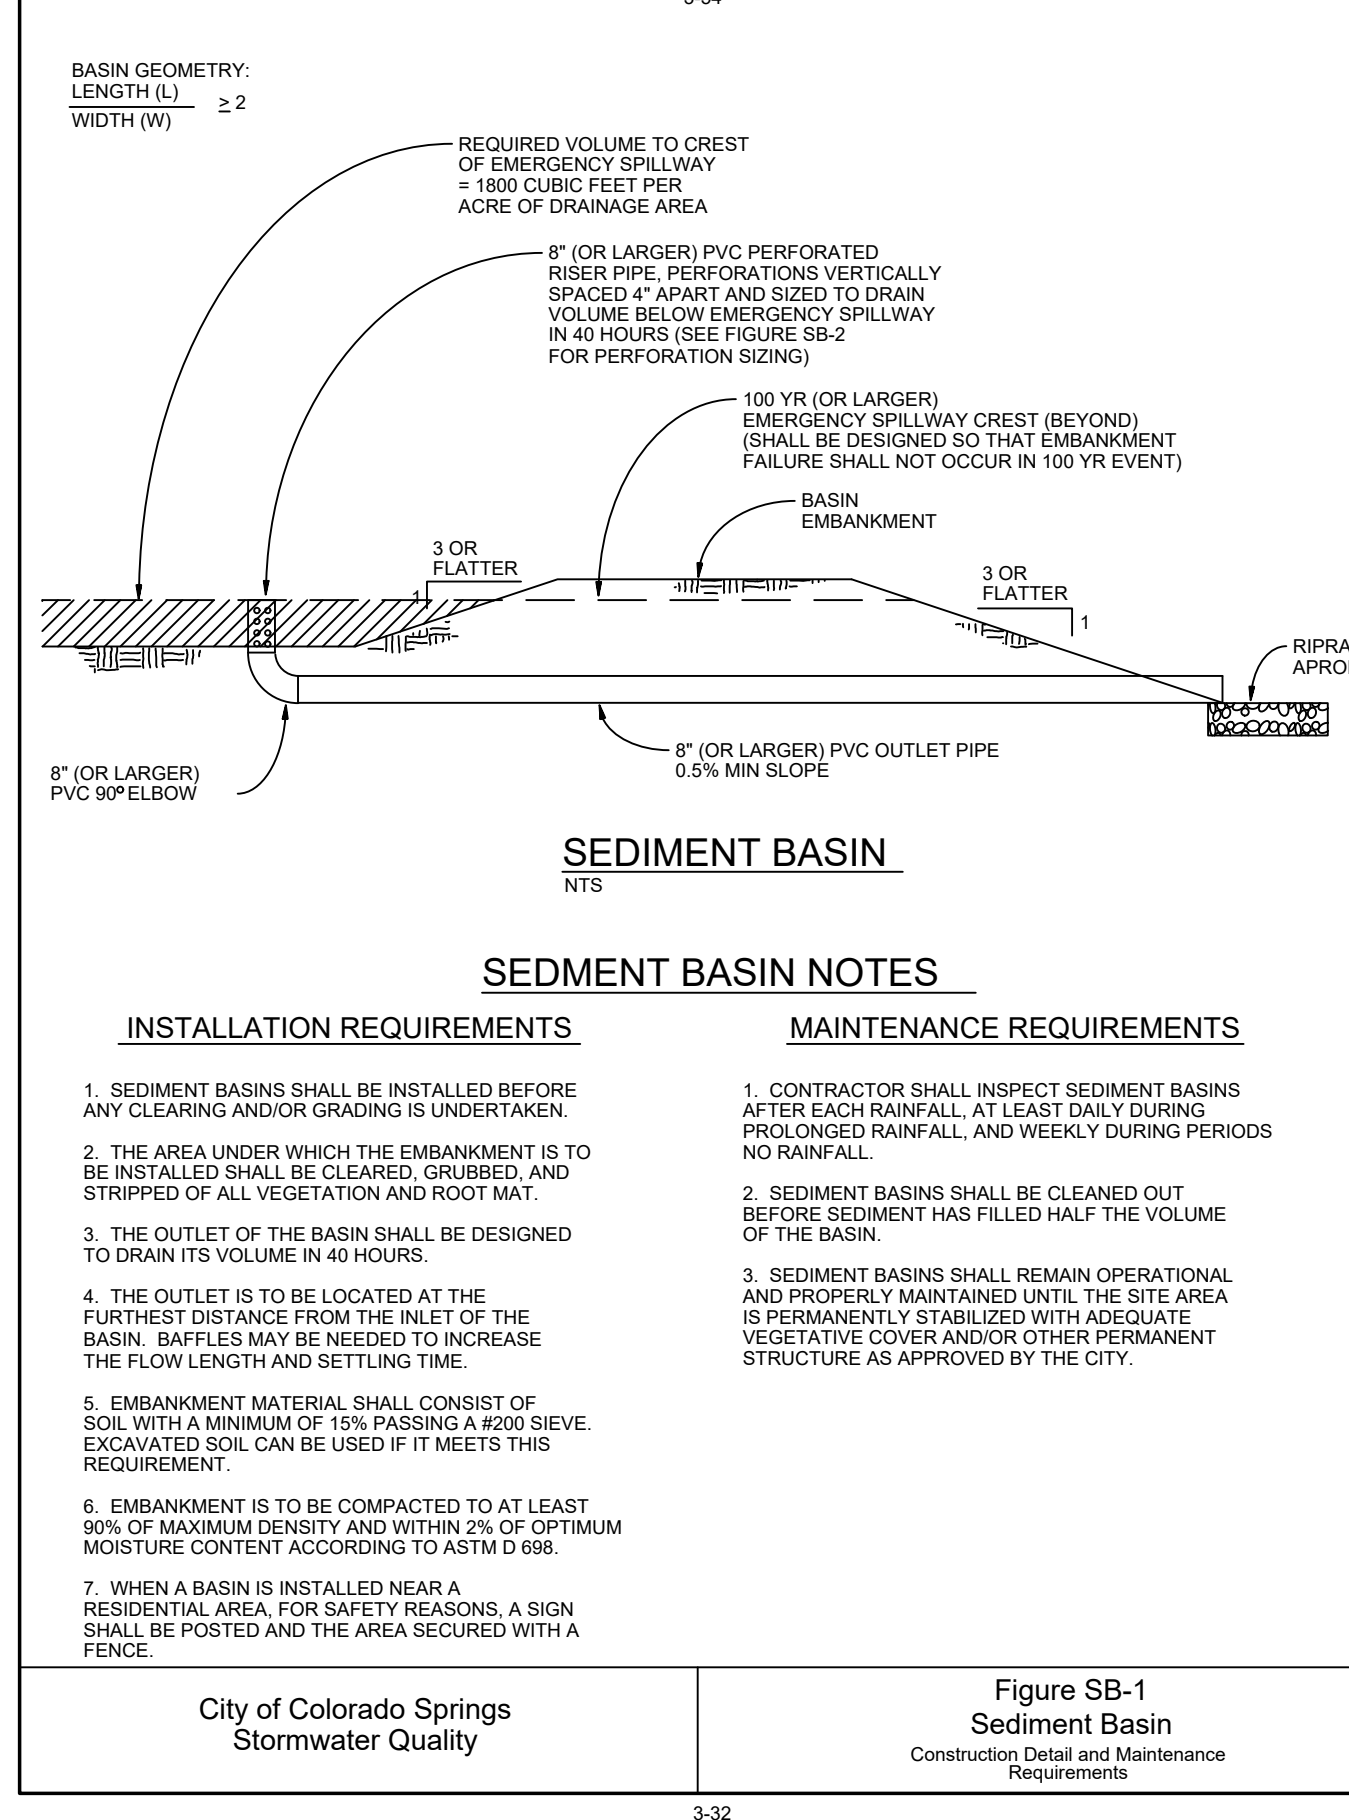 3-34
BASIN GEOMETRY:
LENGTH (L)
WIDTH (W)
≥ 2
REQUIRED VOLUME TO CREST
OF EMERGENCY SPILLWAY
= 1800 CUBIC FEET PER
ACRE OF DRAINAGE AREA
8" (OR LARGER) PVC PERFORATED
RISER PIPE, PERFORATIONS VERTICALLY
SPACED 4" APART AND SIZED TO DRAIN
VOLUME BELOW EMERGENCY SPILLWAY
IN 40 HOURS (SEE FIGURE SB-2
FOR PERFORATION SIZING)
100 YR (OR LARGER)
EMERGENCY SPILLWAY CREST (BEYOND)
(SHALL BE DESIGNED SO THAT EMBANKMENT
FAILURE SHALL NOT OCCUR IN 100 YR EVENT)
BASIN
EMBANKMENT
3 OR
FLATTER
1
3 OR
FLATTER
1
RIPRA
APRO
8" (OR LARGER) PVC OUTLET PIPE
0.5% MIN SLOPE
8" (OR LARGER)
PVC 90° ELBOW
SEDIMENT BASIN
NTS
SEDMENT BASIN NOTES
INSTALLATION REQUIREMENTS
1. SEDIMENT BASINS SHALL BE INSTALLED BEFORE
ANY CLEARING AND/OR GRADING IS UNDERTAKEN.
2. THE AREA UNDER WHICH THE EMBANKMENT IS TO
BE INSTALLED SHALL BE CLEARED, GRUBBED, AND
STRIPPED OF ALL VEGETATION AND ROOT MAT.
3. THE OUTLET OF THE BASIN SHALL BE DESIGNED
TO DRAIN ITS VOLUME IN 40 HOURS.
4. THE OUTLET IS TO BE LOCATED AT THE
FURTHEST DISTANCE FROM THE INLET OF THE
BASIN. BAFFLES MAY BE NEEDED TO INCREASE
THE FLOW LENGTH AND SETTLING TIME.
5. EMBANKMENT MATERIAL SHALL CONSIST OF
SOIL WITH A MINIMUM OF 15% PASSING A #200 SIEVE.
EXCAVATED SOIL CAN BE USED IF IT MEETS THIS
REQUIREMENT.
6. EMBANKMENT IS TO BE COMPACTED TO AT LEAST
90% OF MAXIMUM DENSITY AND WITHIN 2% OF OPTIMUM
MOISTURE CONTENT ACCORDING TO ASTM D 698.
7. WHEN A BASIN IS INSTALLED NEAR A
RESIDENTIAL AREA, FOR SAFETY REASONS, A SIGN
SHALL BE POSTED AND THE AREA SECURED WITH A
FENCE.
MAINTENANCE REQUIREMENTS
1. CONTRACTOR SHALL INSPECT SEDIMENT BASINS
AFTER EACH RAINFALL, AT LEAST DAILY DURING
PROLONGED RAINFALL, AND WEEKLY DURING PERIODS
NO RAINFALL.
2. SEDIMENT BASINS SHALL BE CLEANED OUT
BEFORE SEDIMENT HAS FILLED HALF THE VOLUME
OF THE BASIN.
3. SEDIMENT BASINS SHALL REMAIN OPERATIONAL
AND PROPERLY MAINTAINED UNTIL THE SITE AREA
IS PERMANENTLY STABILIZED WITH ADEQUATE
VEGETATIVE COVER AND/OR OTHER PERMANENT
STRUCTURE AS APPROVED BY THE CITY.
City of Colorado Springs
Stormwater Quality
Figure SB-1
Sediment Basin
Construction Detail and Maintenance
Requirements
3-32